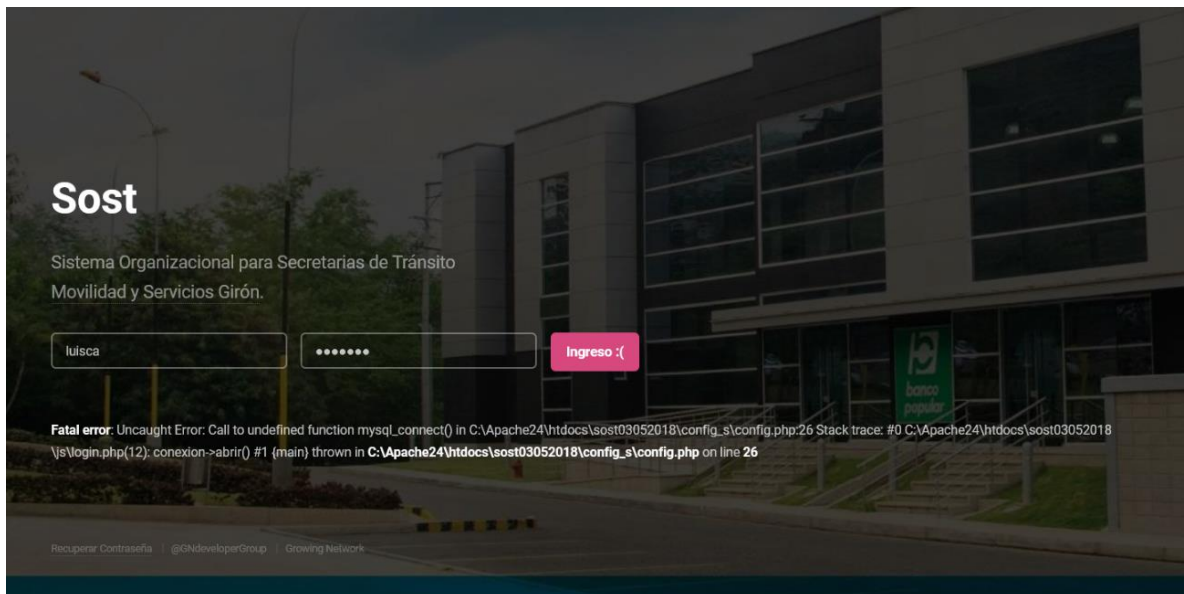 Sost
Sistema Organizacional para Secretarias de Tránsito
Movilidad y Servicios Girón.
luisca
•••••••
Ingreso :(
banco
popular
Fatal error: Uncaught Error: Call to undefined function mysql_connect() in C:\Apache24\htdocs\sost03052018\config_s\config.php:26 Stack trace: #0 C:\Apache24\htdocs\sost03052018
\js\login.php(12): conexion->abrir() #1 {main} thrown in C:\Apache24\htdocs\sost03052018\config_s\config.php on line 26
Recuperar Contraseña | @GNdeveloperGroup | Growing Network